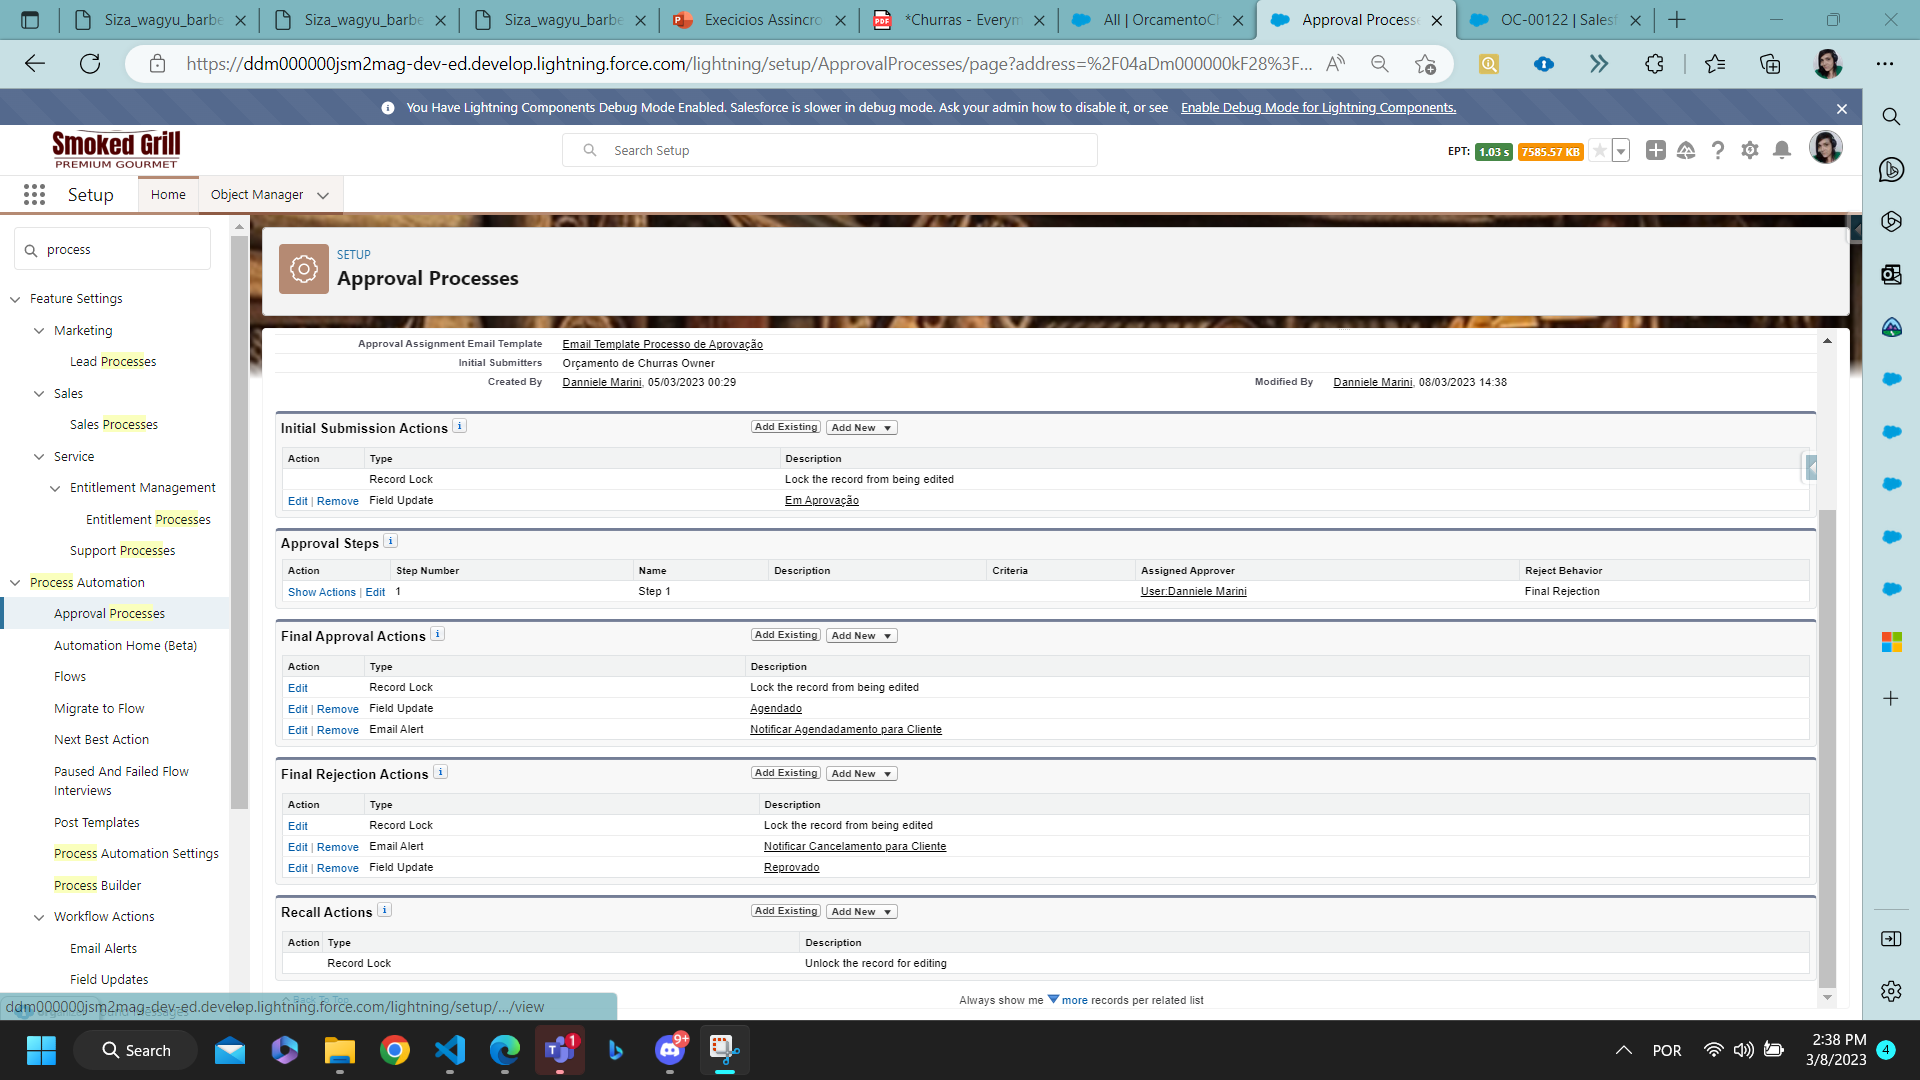 Siza_wagyu_barbe
Siza_wagyu_barbe
Siza_wagyu_barbe
Execicios Assincro
*Churras - Everym
All | OrcamentoCh
Approval Processe
OC-00122 | Salesf
https://ddm000000jsm2mag-dev-ed.develop.lightning.force.com/lightning/setup/ApprovalProcesses/page?address=%2F04aDm000000kF28%3F...
You Have Lightning Components Debug Mode Enabled. Salesforce is slower in debug mode. Ask your admin how to disable it, or see Enable Debug Mode for Lightning Components.
Smoked Grill
PREMIUM GOURMET
Search Setup
EPT: 1.03 s 7585.57 KB
Setup
Home
Object Manager
process
Feature Settings
Marketing
Lead Processes
Sales
Sales Processes
Service
Entitlement Management
Entitlement Processes
Support Processes
Process Automation
Approval Processes
Automation Home (Beta)
Flows
Migrate to Flow
Next Best Action
Paused And Failed Flow
Interviews
Post Templates
Process Automation Settings
Process Builder
Workflow Actions
Email Alerts
Field Updates
SETUP
Approval Processes
Approval Assignment Email Template Email Template Processo de Aprovação
Initial Submitters Orçamento de Churras Owner
Created By Danniele Marini, 05/03/2023 00:29 Modified By Danniele Marini, 08/03/2023 14:38
Initial Submission Actions i Add Existing Add New
Action Type Description
Record Lock Lock the record from being edited
Edit | Remove Field Update Em Aprovação
Approval Steps i
Action Step Number Name Description Criteria Assigned Approver Reject Behavior
Show Actions | Edit 1 Step 1 User:Danniele Marini Final Rejection
Final Approval Actions i Add Existing Add New
Action Type Description
Edit Record Lock Lock the record from being edited
Edit | Remove Field Update Agendado
Edit | Remove Email Alert Notificar Agendadamento para Cliente
Final Rejection Actions i Add Existing Add New
Action Type Description
Edit Record Lock Lock the record from being edited
Edit | Remove Email Alert Notificar Cancelamento para Cliente
Edit | Remove Field Update Reprovado
Recall Actions i Add Existing Add New
Action Type Description
Record Lock Unlock the record for editing
Back To Top
Always show me more records per related list
ddm000000jsm2mag-dev-ed.develop.lightning.force.com/lightning/setup/.../view
Search
1
9+
POR
2:38 PM
3/8/2023
4